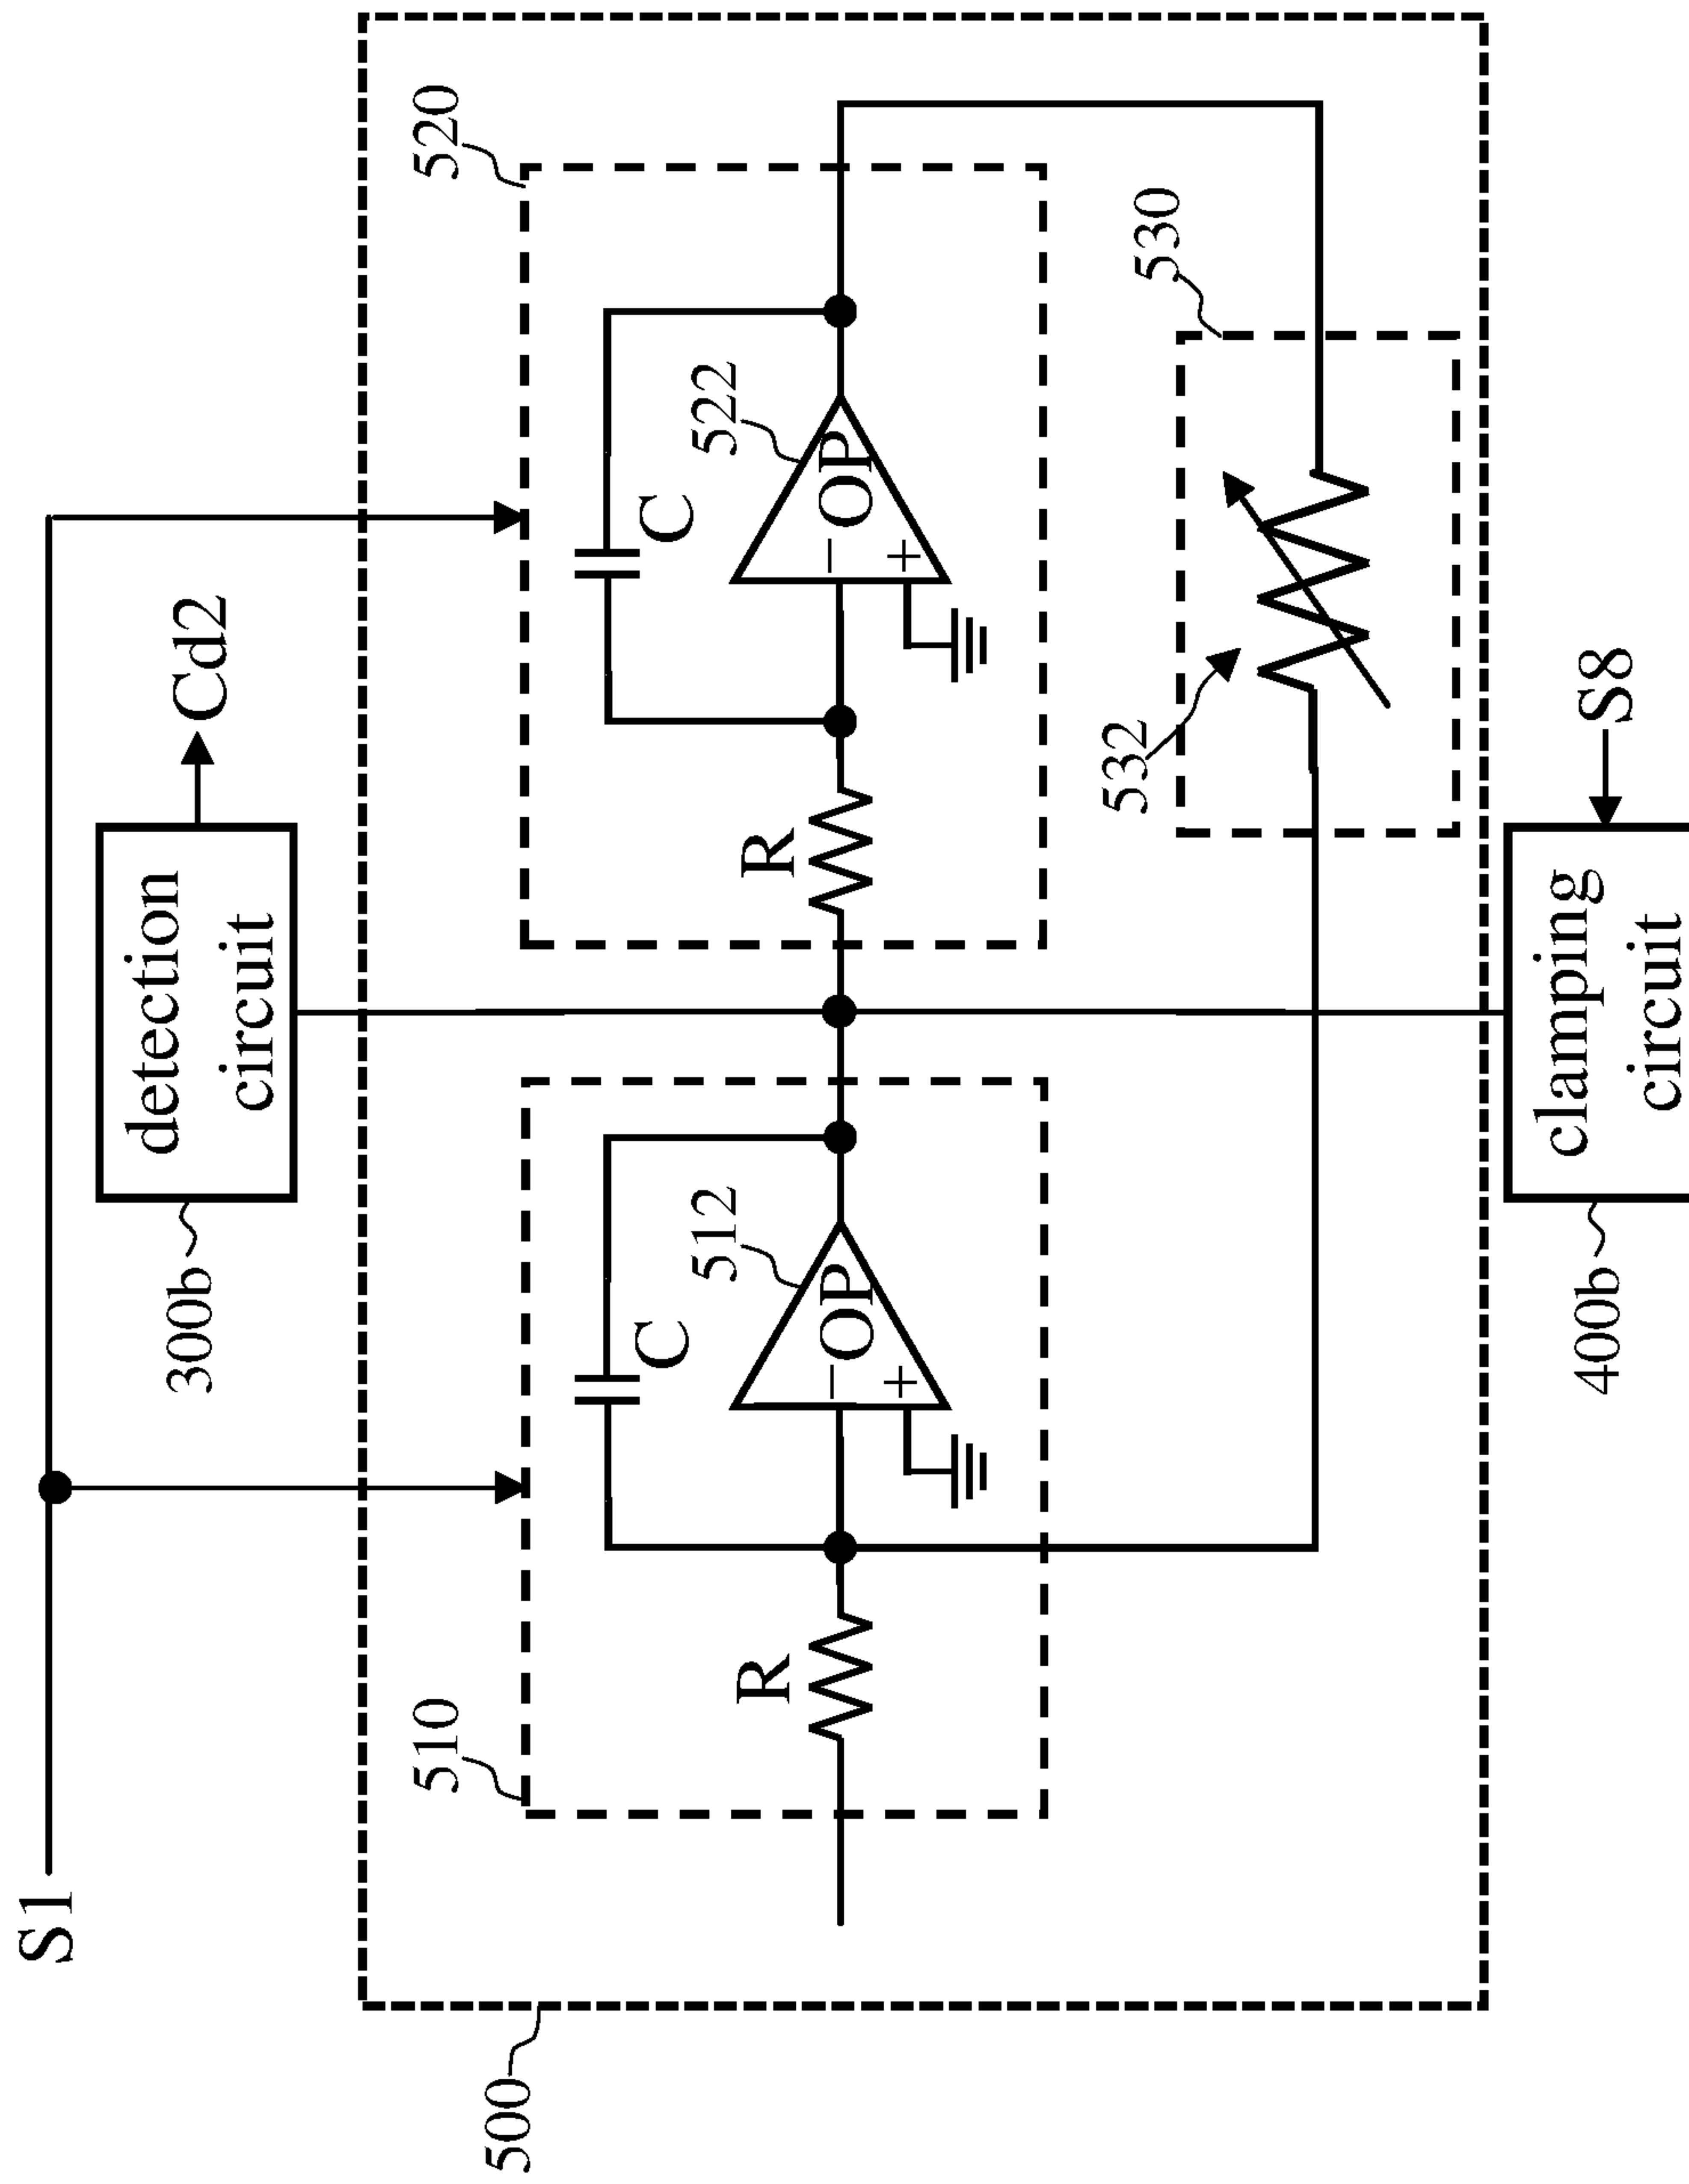 S1
300b
detection
circuit
Cd2
500
510
520
R
C
512
OP
−
+
R
C
522
OP
−
+
530
532
400b
clamping
circuit
S8